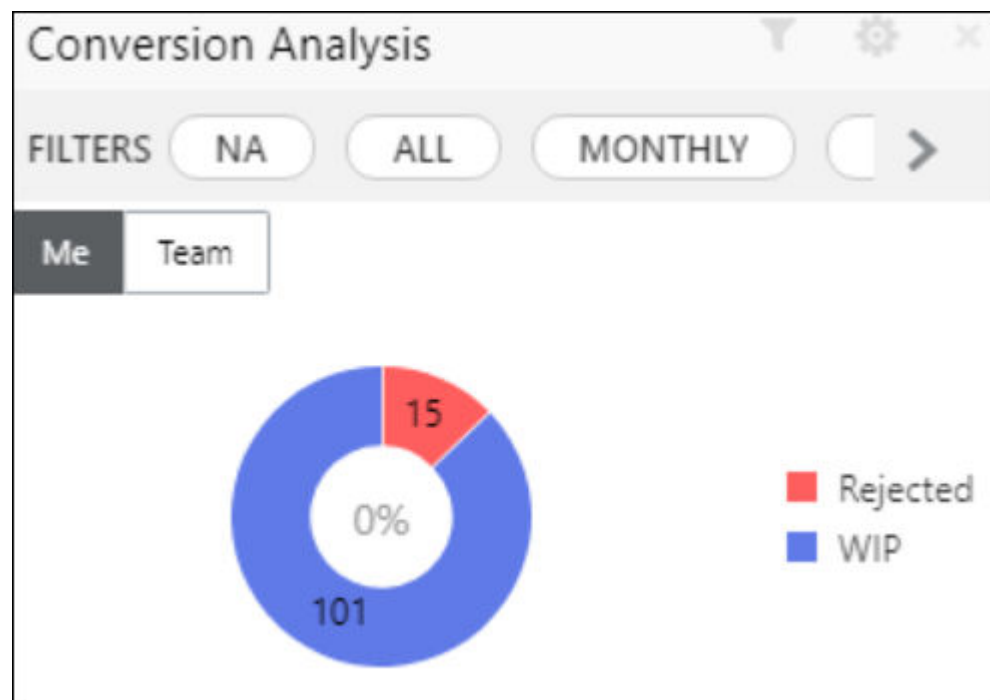 Conversion Analysis
FILTERS NA ALL MONTHLY
Me Team
15
0%
101
Rejected
WIP